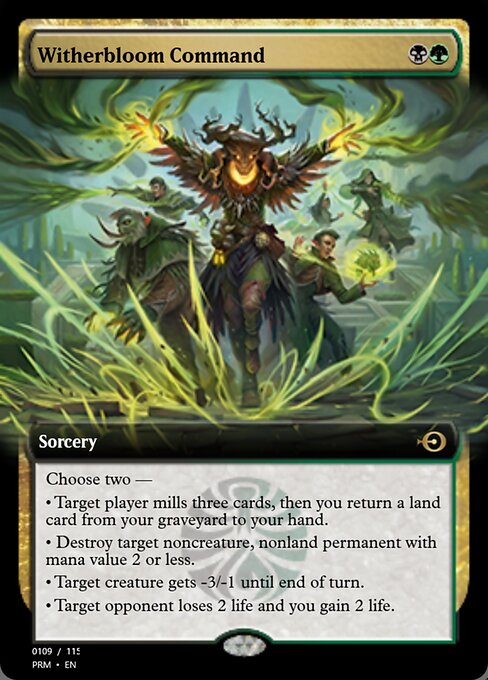 Witherbloom Command
Sorcery
Choose two —
• Target player mills three cards, then you return a land
card from your graveyard to your hand.
• Destroy target noncreature, nonland permanent with
mana value 2 or less.
• Target creature gets -3/-1 until end of turn.
• Target opponent loses 2 life and you gain 2 life.
0109 / 115
PRM • EN